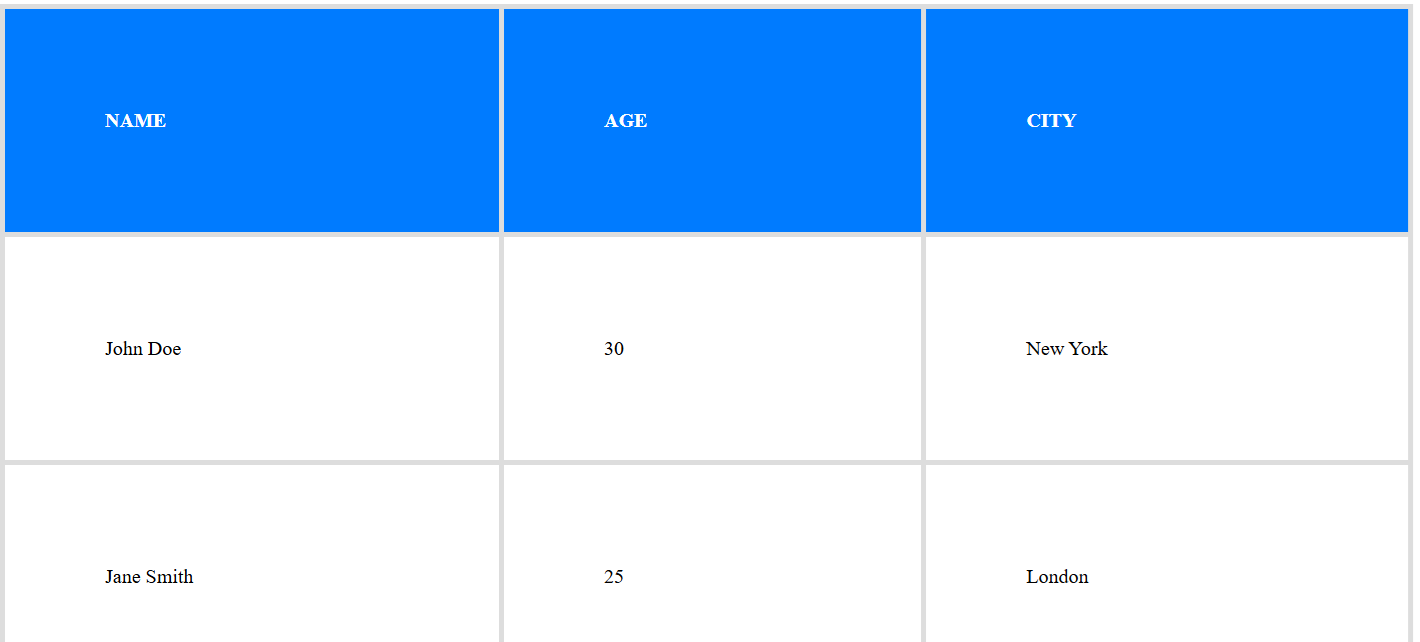 NAME AGE CITY
John Doe 30 New York
Jane Smith 25 London